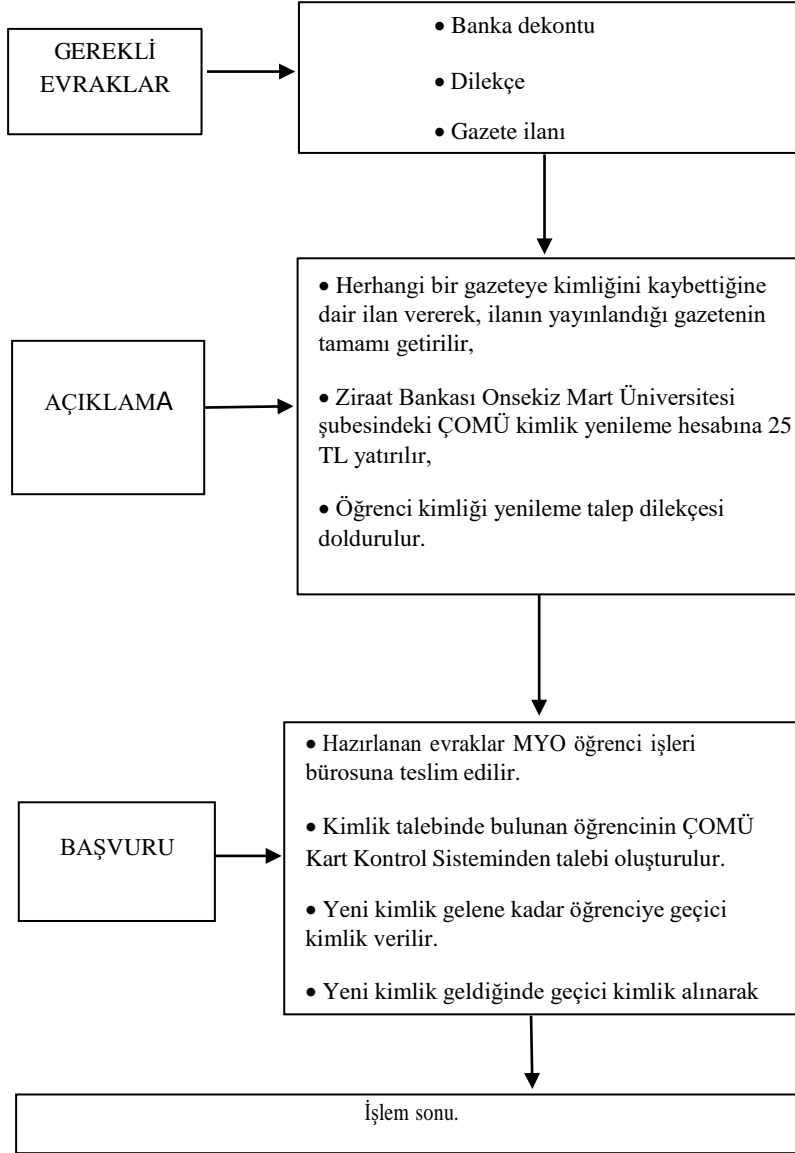 GEREKLİ
EVRAKLAR
• Banka dekontu
• Dilekçe
• Gazete ilanı
AÇIKLAMA
• Herhangi bir gazeteye kimliğini kaybettiğine
dair ilan vererek, ilanın yayınlandığı gazetenin
tamamı getirilir,
• Ziraat Bankası Onsekiz Mart Üniversitesi
şubesindeki ÇOMÜ kimlik yenileme hesabına 25
TL yatırılır,
• Öğrenci kimliği yenileme talep dilekçesi
doldurulur.
BAŞVURU
• Hazırlanan evraklar MYO öğrenci işleri
bürosuna teslim edilir.
• Kimlik talebinde bulunan öğrencinin ÇOMÜ
Kart Kontrol Sisteminden talebi oluşturulur.
• Yeni kimlik gelene kadar öğrenciye geçici
kimlik verilir.
• Yeni kimlik geldiğinde geçici kimlik alınarak
İşlem sonu.